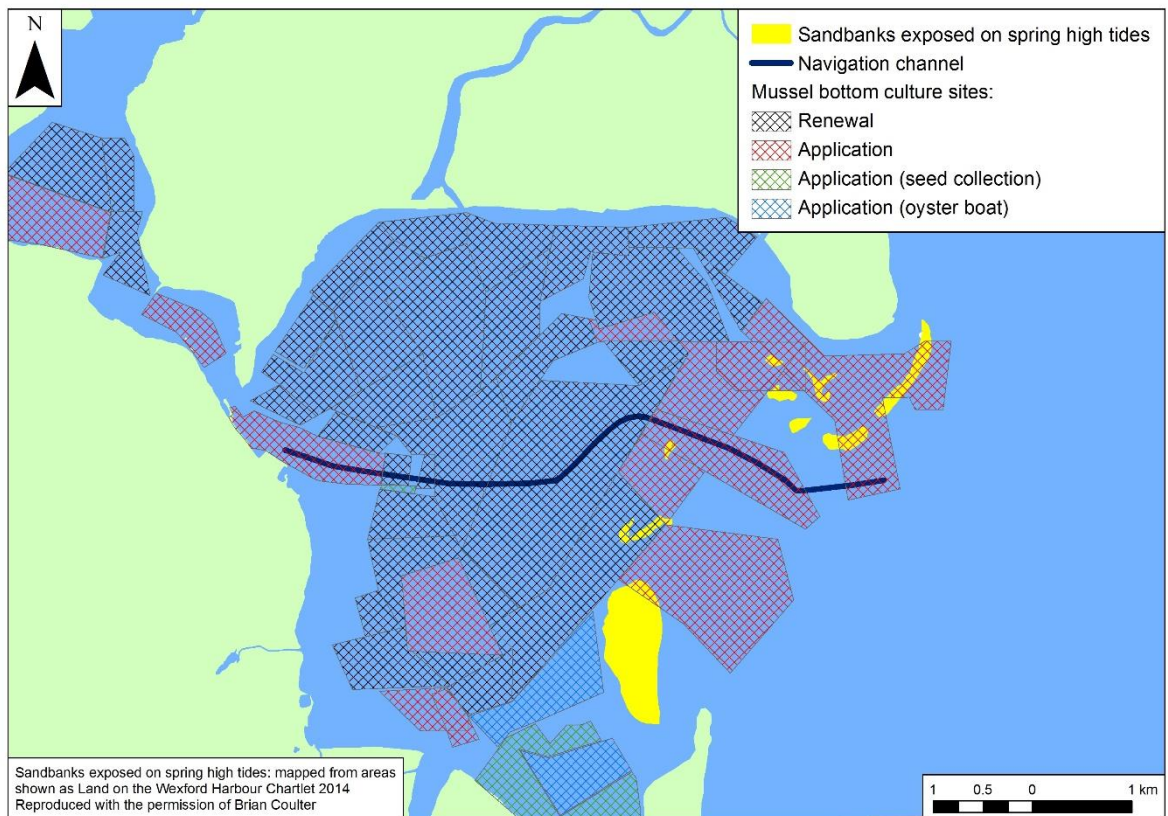 N
Sandbanks exposed on spring high tides
Navigation channel
Mussel bottom culture sites:
Renewal
Application
Application (seed collection)
Application (oyster boat)
Sandbanks exposed on spring high tides: mapped from areas
shown as Land on the Wexford Harbour Chartlet 2014
Reproduced with the permission of Brian Coulter
1 0.5 0 1 km